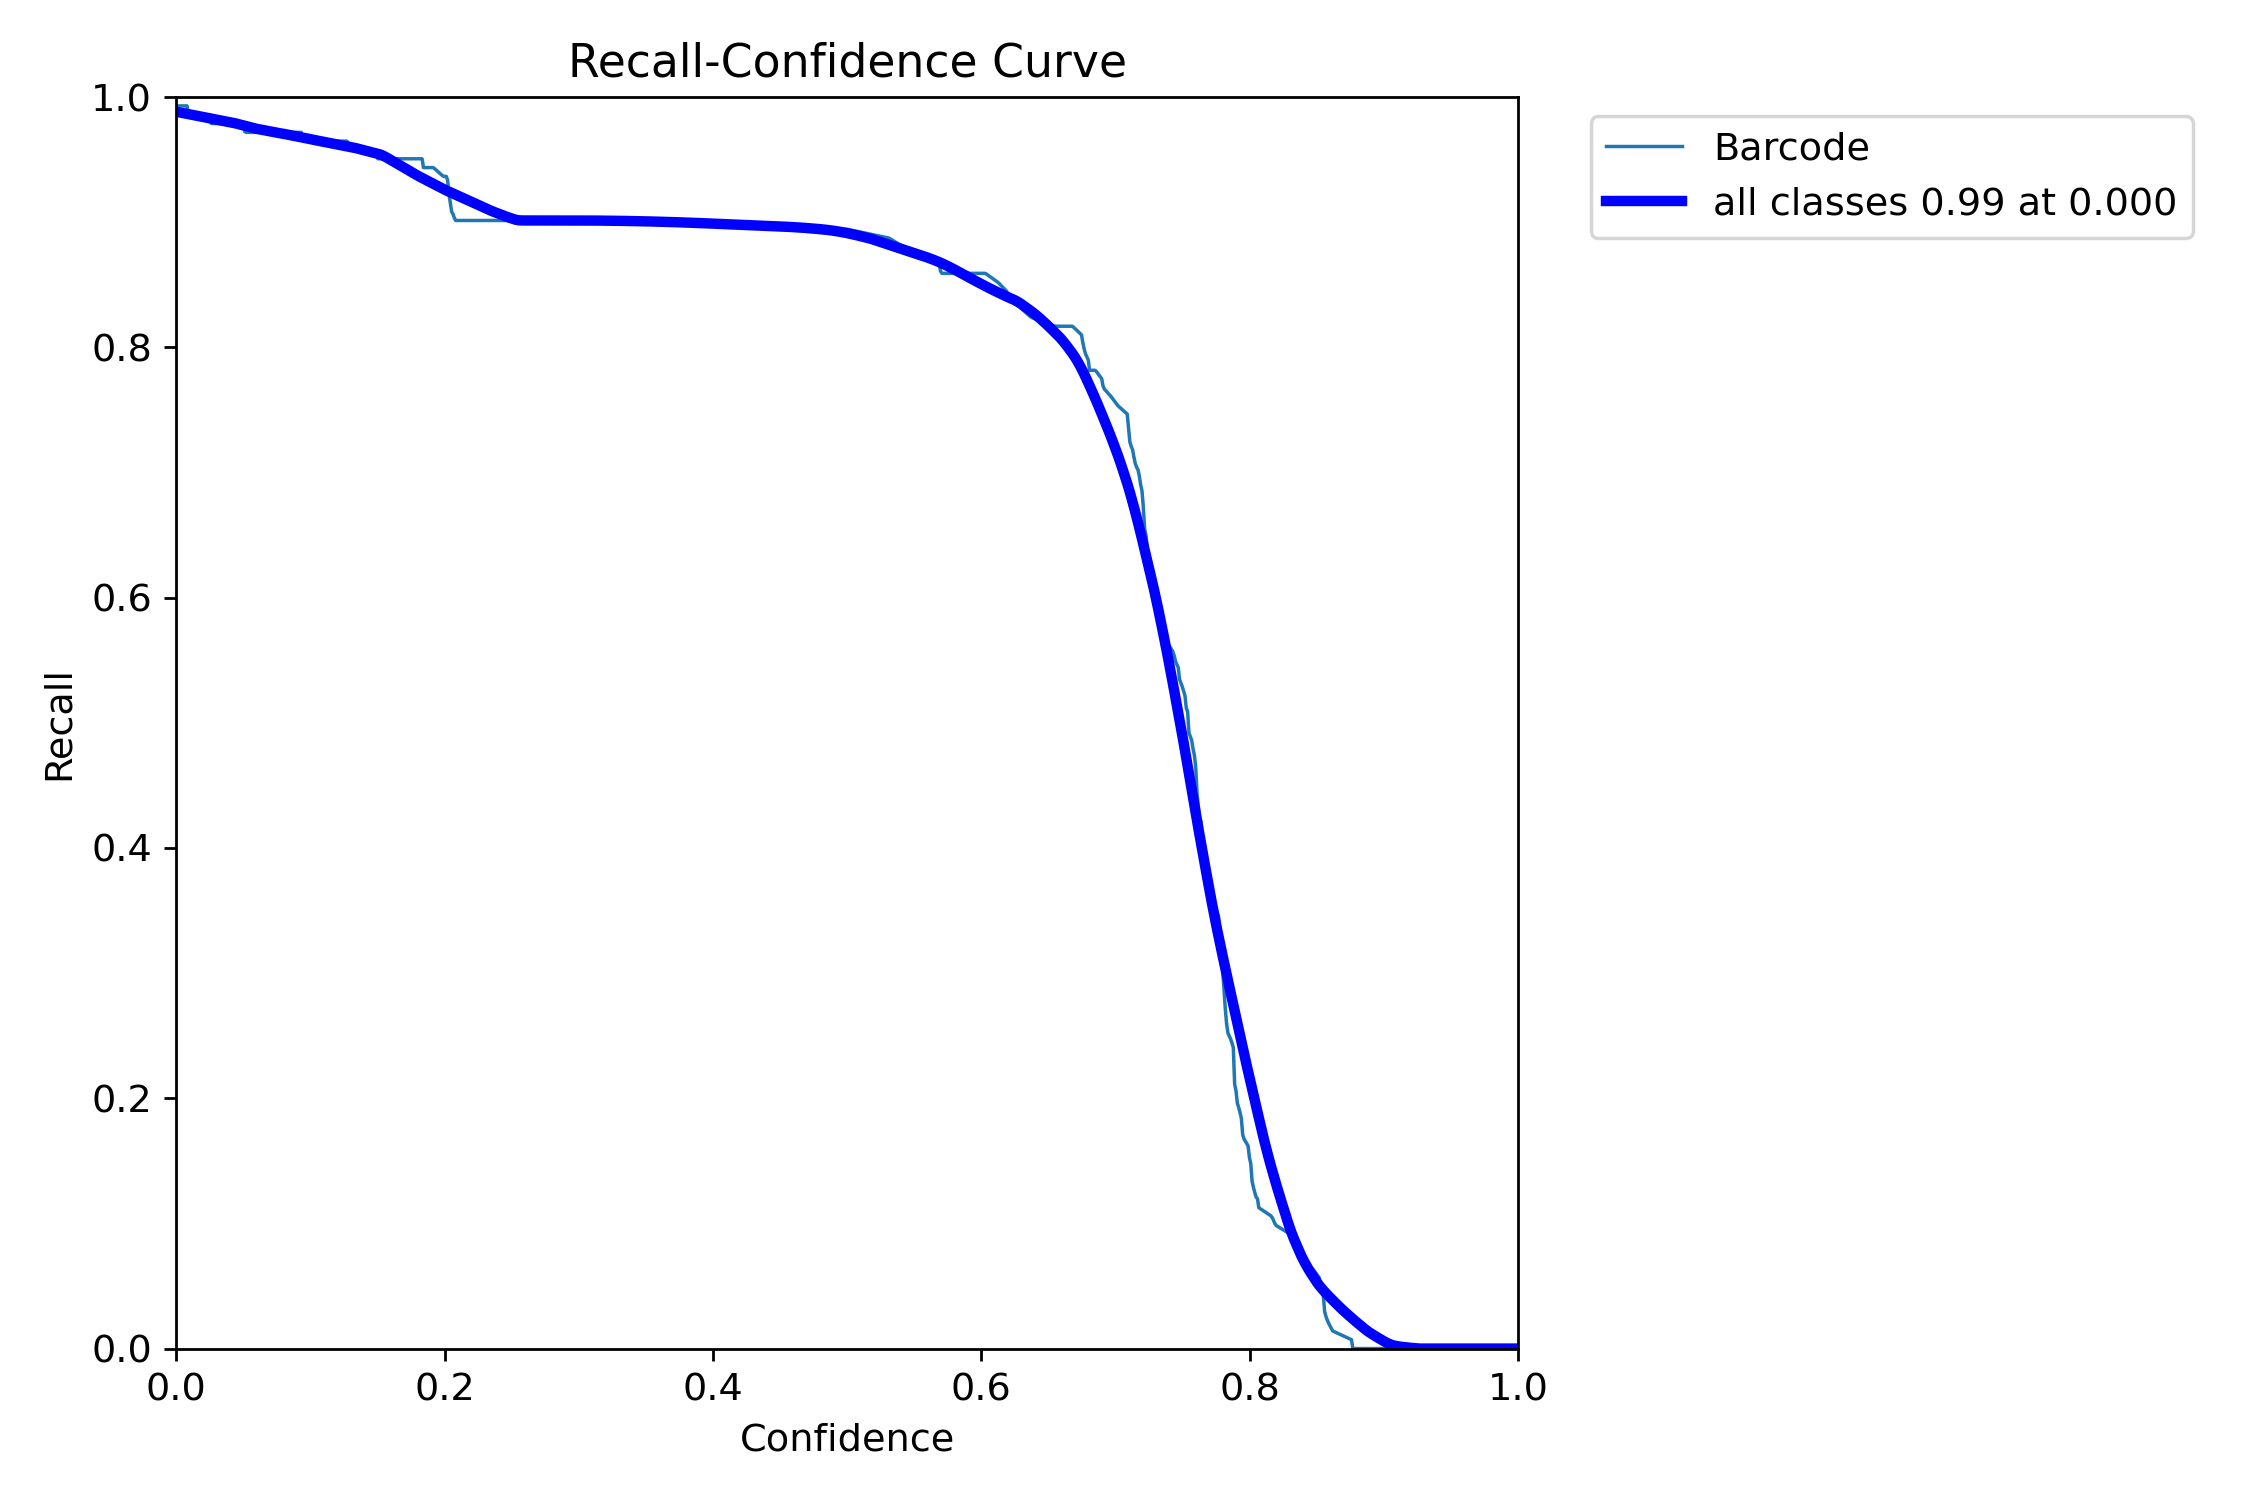 Recall-Confidence Curve
1.0
0.8
0.6
0.4
0.2
0.0
Recall
0.0 0.2 0.4 0.6 0.8 1.0
Confidence
Barcode
all classes 0.99 at 0.000